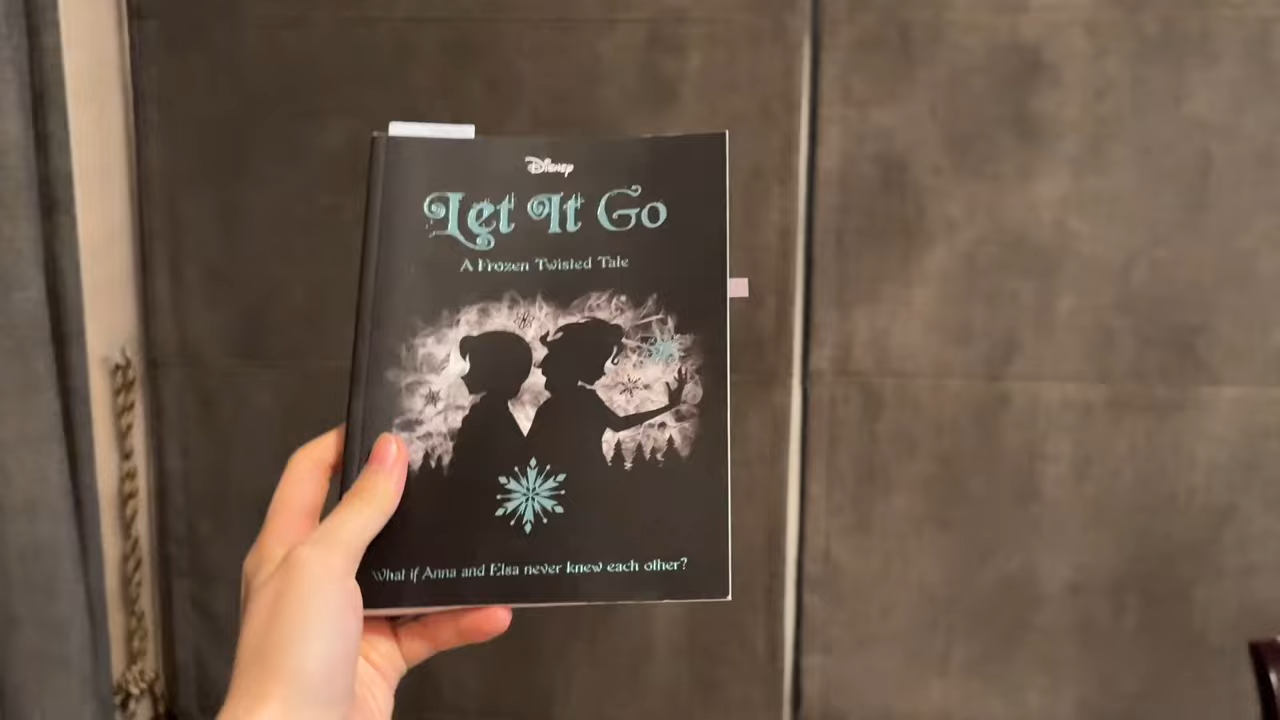 Disney
Let It Go
A Frozen Twisted Tale
What if Anna and Elsa never knew each other?